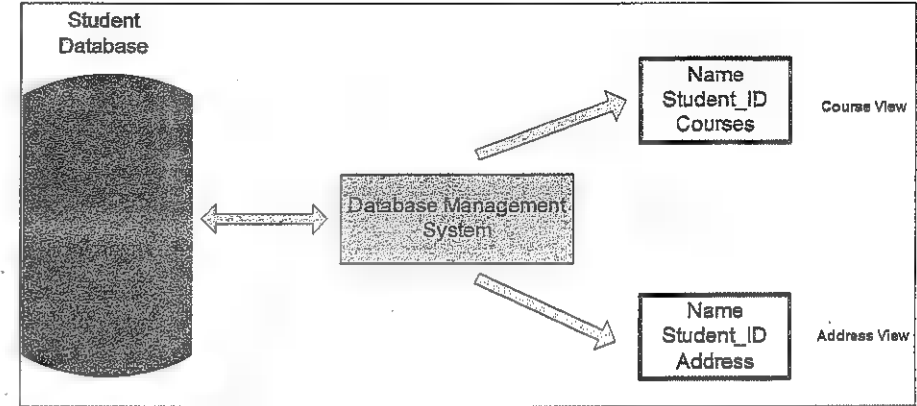 Student
Database
Name
Student_ID
Courses
Course View
Database Management
System
Name
Student_ID
Address
Address View